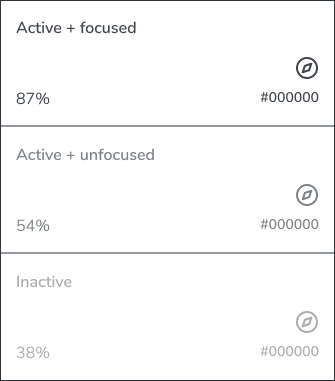 Active + focused
87% #000000
Active + unfocused
54% #000000
Inactive
38% #000000